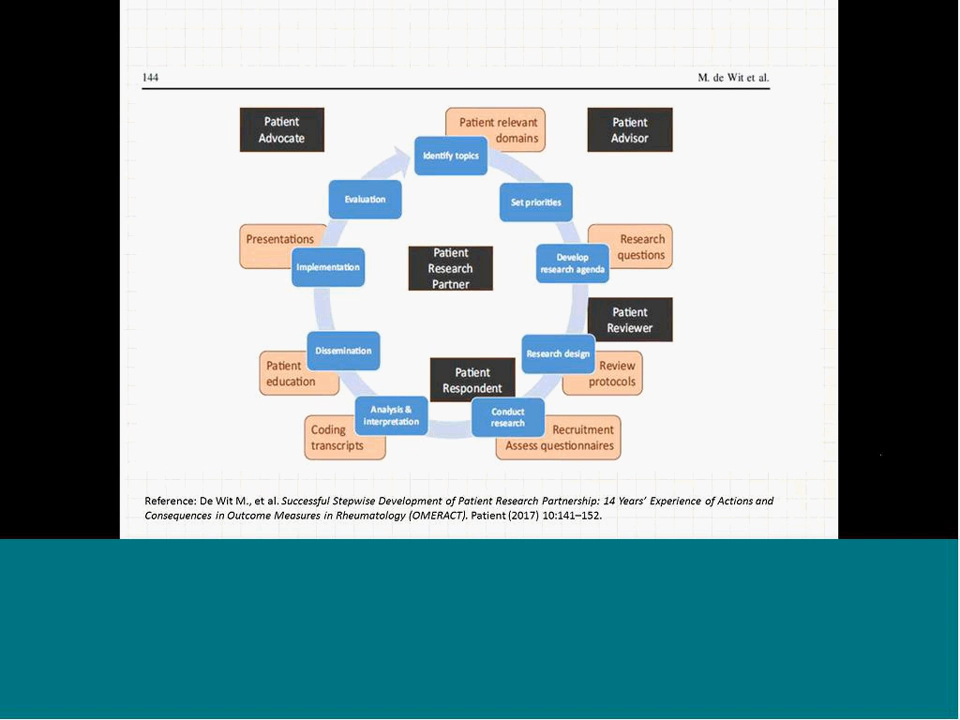 144
M. de Wit et al.
Patient
Advocate
Patient relevant
domains
Patient
Advisor
Identify topics
Evaluation
Set priorities
Presentations
Implementation
Patient
Research
Partner
Develop
research agenda
Research
questions
Patient
Reviewer
Dissemination
Patient
education
Patient
Respondent
Research design
Review
protocols
Analysis &
interpretation
Coding
transcripts
Conduct
research
Recruitment
Assess questionnaires
Reference: De Wit M., et al. Successful Stepwise Development of Patient Research Partnership: 14 Years’ Experience of Actions and
Consequences in Outcome Measures in Rheumatology (OMERACT). Patient (2017) 10:141–152.